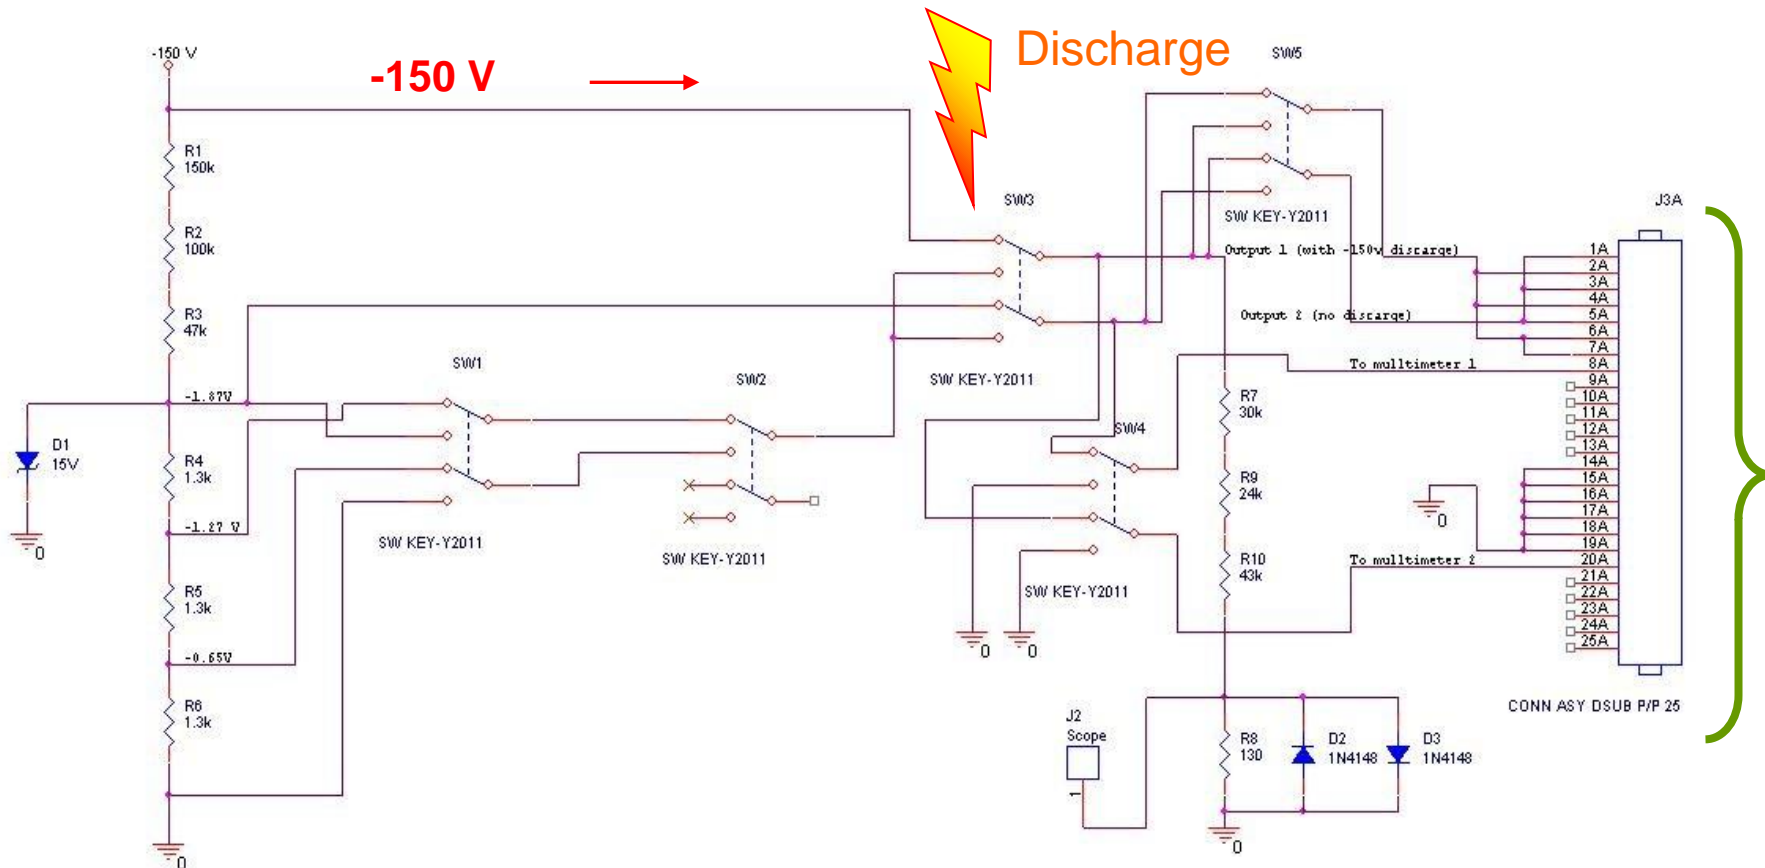 -150 V
-150 V
Discharge
SW5
R1
150k
R2
100k
R3
47k
SW3
SW KEY-Y2011
J3A
Output 1 (with -150v discarge)
Output 2 (no discarge)
1A
2A
3A
4A
5A
6A
7A
8A
9A
10A
11A
12A
13A
14A
15A
16A
17A
18A
19A
20A
21A
22A
23A
24A
25A
SW1
SW2
SW KEY-Y2011
To mulltimeter 1
-1.87V
D1
15V
R4
1.3k
-1.27 V
SW KEY-Y2011
SW KEY-Y2011
SW4
R7
30k
R9
24k
R10
43k
0
0
To mulltimeter 2
SW KEY-Y2011
R5
1.3k
-0.65V
R6
1.3k
0
0
J2
Scope
1
R8
130
D2
1N4148
D3
1N4148
CONN ASY DSUB P/P 25
0
0